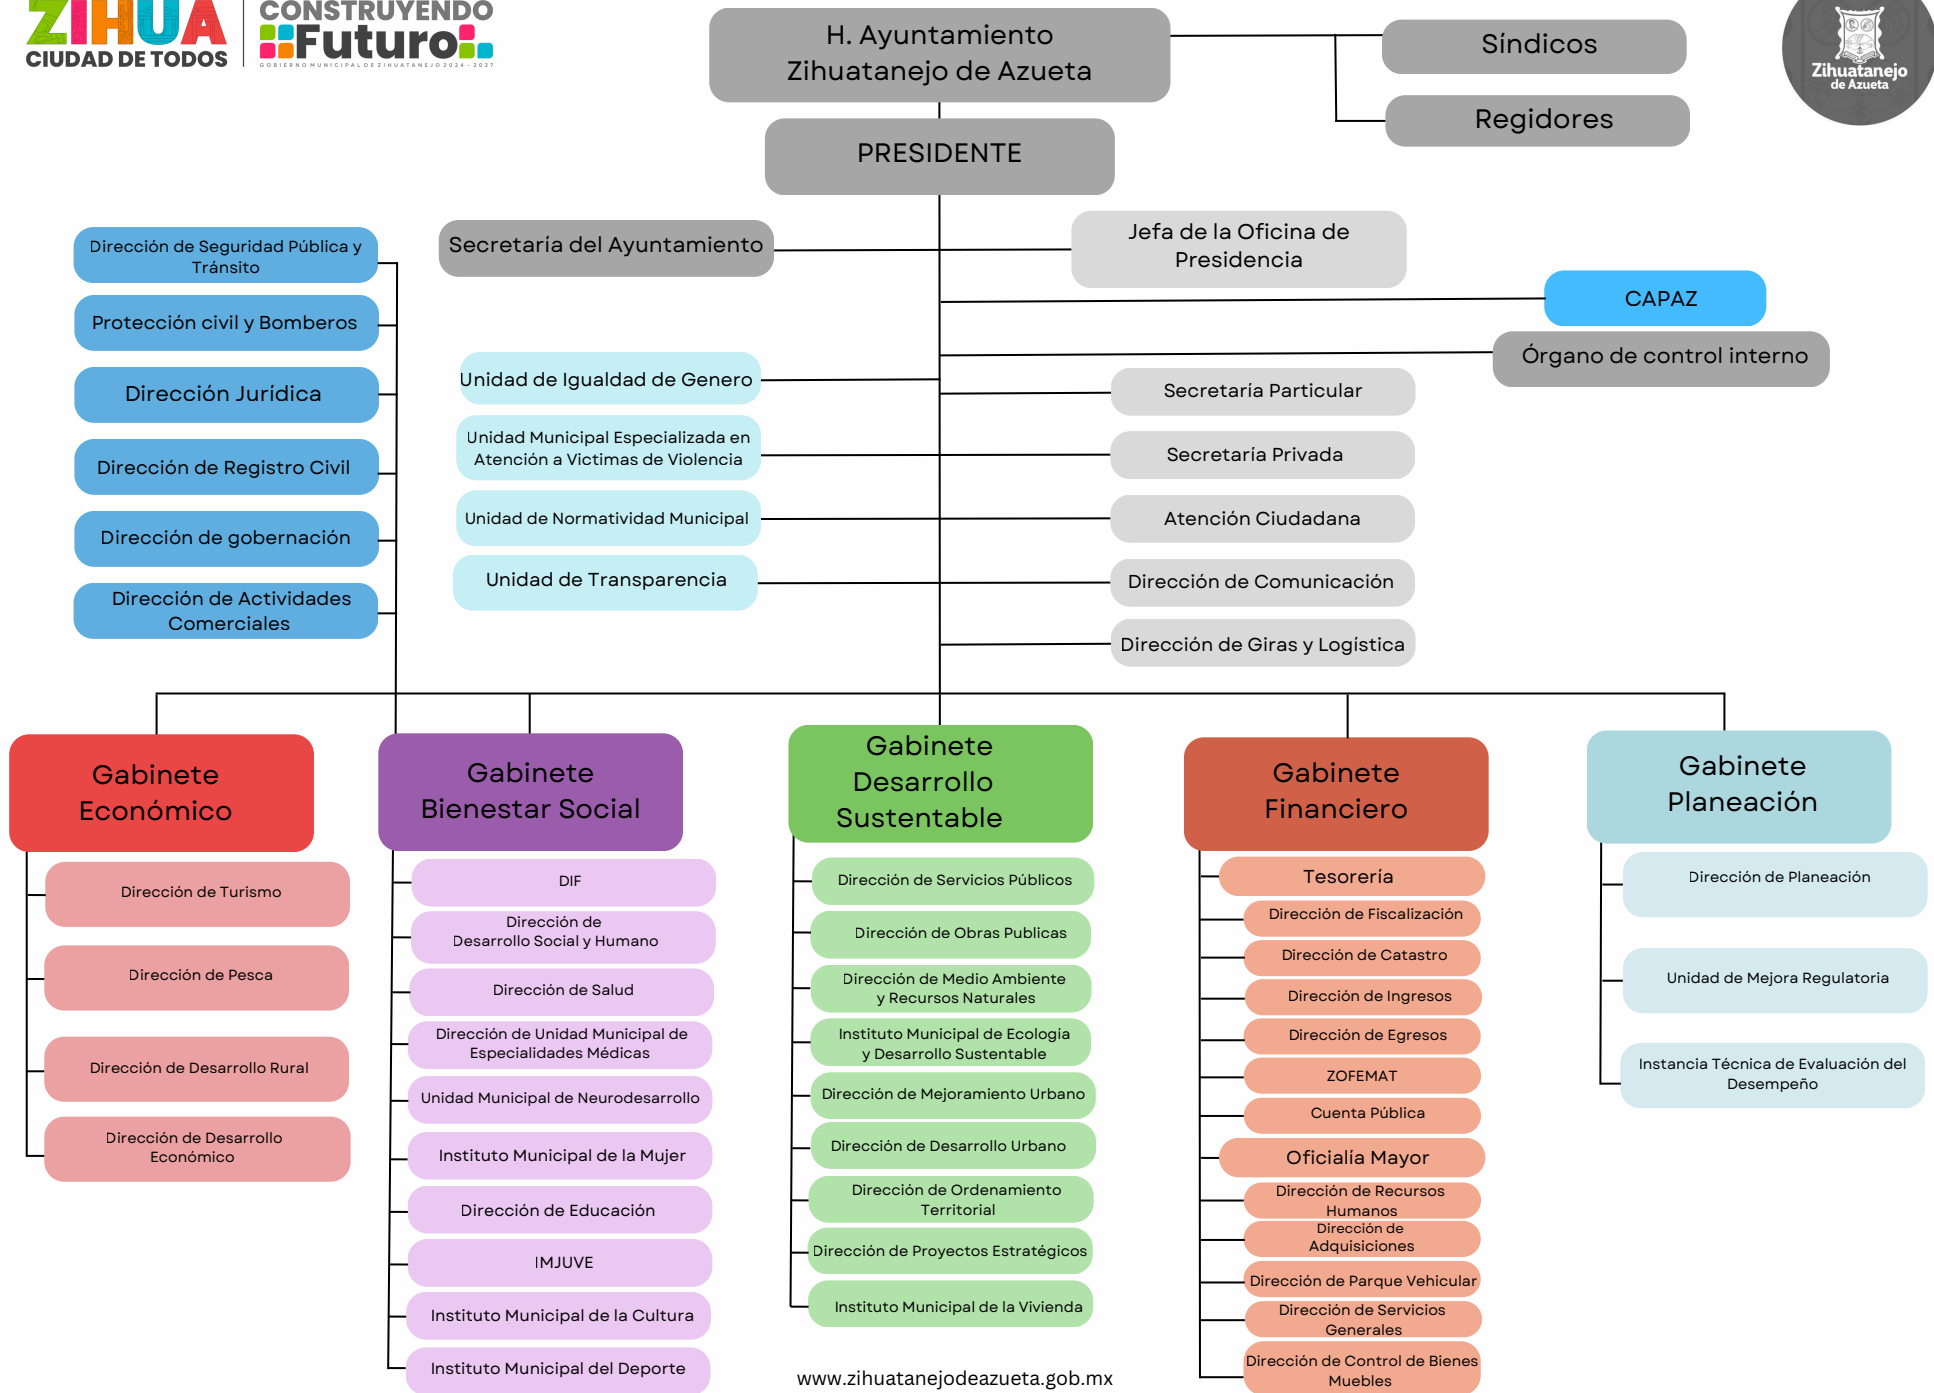 ZIHUA
CIUDAD DE TODOS
CONSTRUYENDO
Futuro
GOBIERNO MUNICIPAL DE ZIHUATANEJO 2024 - 2027
H. Ayuntamiento
Zihuatanejo de Azueta
Síndicos
Regidores
Zihuatanejo
de Azueta
PRESIDENTE
Secretaría del Ayuntamiento
Jefa de la Oficina de
Presidencia
CAPAZ
Órgano de control interno
Dirección de Seguridad Pública y
Tránsito
Protección civil y Bomberos
Dirección Jurídica
Dirección de Registro Civil
Dirección de gobernación
Dirección de Actividades
Comerciales
Unidad de Igualdad de Genero
Unidad Municipal Especializada en
Atención a Victimas de Violencia
Unidad de Normatividad Municipal
Unidad de Transparencia
Secretaría Particular
Secretaría Privada
Atención Ciudadana
Dirección de Comunicación
Dirección de Giras y Logística
Gabinete
Económico
Dirección de Turismo
Dirección de Pesca
Dirección de Desarrollo Rural
Dirección de Desarrollo
Económico
Gabinete
Bienestar Social
DIF
Dirección de
Desarrollo Social y Humano
Dirección de Salud
Dirección de Unidad Municipal de
Especialidades Médicas
Unidad Municipal de Neurodesarrollo
Instituto Municipal de la Mujer
Dirección de Educación
IMJUVE
Instituto Municipal de la Cultura
Instituto Municipal del Deporte
Gabinete
Desarrollo
Sustentable
Dirección de Servicios Públicos
Dirección de Obras Publicas
Dirección de Medio Ambiente
y Recursos Naturales
Instituto Municipal de Ecología
y Desarrollo Sustentable
Dirección de Mejoramiento Urbano
Dirección de Desarrollo Urbano
Dirección de Ordenamiento
Territorial
Dirección de Proyectos Estratégicos
Instituto Municipal de la Vivienda
Gabinete
Financiero
Tesorería
Dirección de Fiscalización
Dirección de Catastro
Dirección de Ingresos
Dirección de Egresos
ZOFEMAT
Cuenta Pública
Oficialía Mayor
Dirección de Recursos
Humanos
Dirección de
Adquisiciones
Dirección de Parque Vehicular
Dirección de Servicios
Generales
Dirección de Control de Bienes
Muebles
Gabinete
Planeación
Dirección de Planeación
Unidad de Mejora Regulatoria
Instancia Técnica de Evaluación del
Desempeño
www.zihuatanejodeazueta.gob.mx